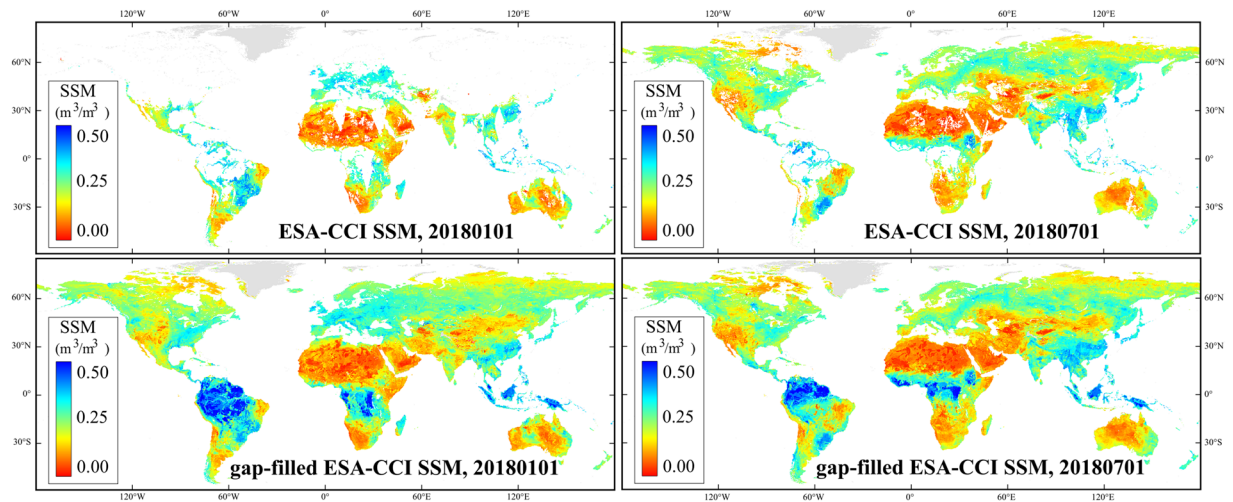 120°W 60°W 0° 60°E 120°E
120°W 60°W 0° 60°E 120°E
60°N
30°N
0°
30°S
SSM
(m³/m³)
0.50
0.25
0.00
ESA-CCI SSM, 20180101
SSM
(m³/m³)
0.50
0.25
0.00
ESA-CCI SSM, 20180701
60°N
30°N
0°
30°S
60°N
30°N
0°
30°S
SSM
(m³/m³)
0.50
0.25
0.00
gap-filled ESA-CCI SSM, 20180101
SSM
(m³/m³)
0.50
0.25
0.00
gap-filled ESA-CCI SSM, 20180701
60°N
30°N
0°
30°S
120°W 60°W 0° 60°E 120°E
120°W 60°W 0° 60°E 120°E